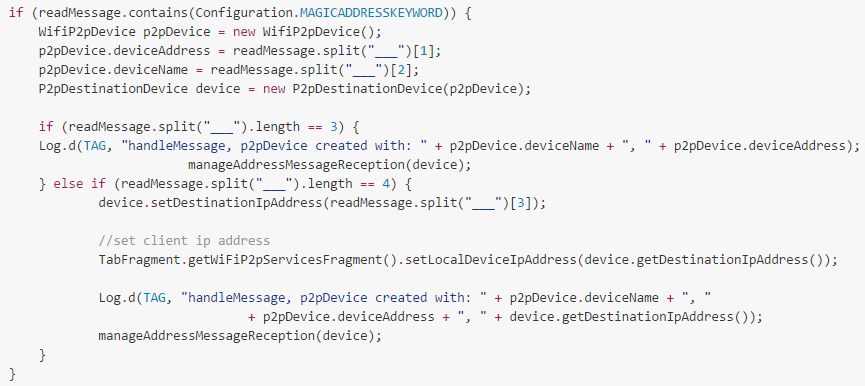 if (readMessage.contains(Configuration.MAGICADDRESSKEYWORD)) {
    WifiP2pDevice p2pDevice = new WifiP2pDevice();
    p2pDevice.deviceAddress = readMessage.split("___")[1];
    p2pDevice.deviceName = readMessage.split("___")[2];
    P2pDestinationDevice device = new P2pDestinationDevice(p2pDevice);

    if (readMessage.split("___").length == 3) {
    Log.d(TAG, "handleMessage, p2pDevice created with: " + p2pDevice.deviceName + ", " + p2pDevice.deviceAddress);
                        manageAddressMessageReception(device);
    } else if (readMessage.split("___").length == 4) {
            device.setDestinationIpAddress(readMessage.split("___")[3]);

            //set client ip address
            TabFragment.getWiFiP2pServicesFragment().setLocalDeviceIpAddress(device.getDestinationIpAddress());

            Log.d(TAG, "handleMessage, p2pDevice created with: " + p2pDevice.deviceName + ", "
                                + p2pDevice.deviceAddress + ", " + device.getDestinationIpAddress());
            manageAddressMessageReception(device);
    }
}